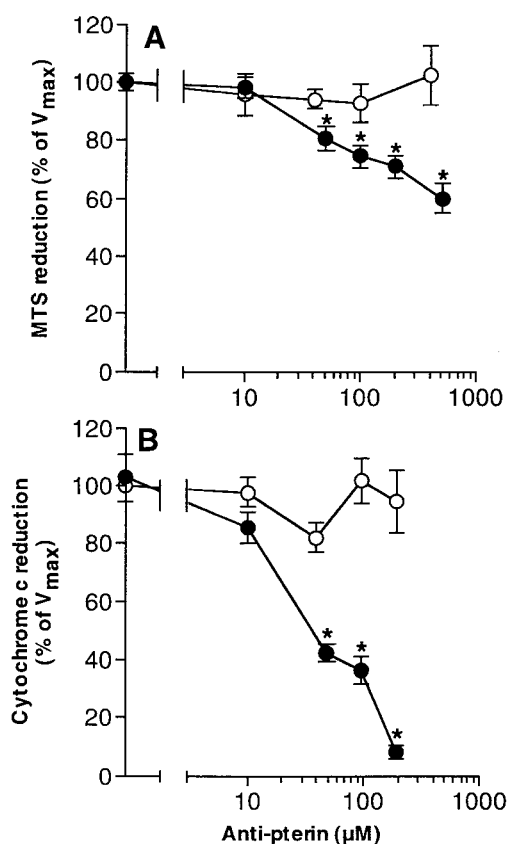 A
MTS reduction (% of Vmax)
120
100
80
60
40
20
0
* * * *
10 100 1000
B
Cytochrome c reduction
(% of Vmax)
120
100
80
60
40
20
0
* * *
10 100 1000
Anti-pterin (µM)